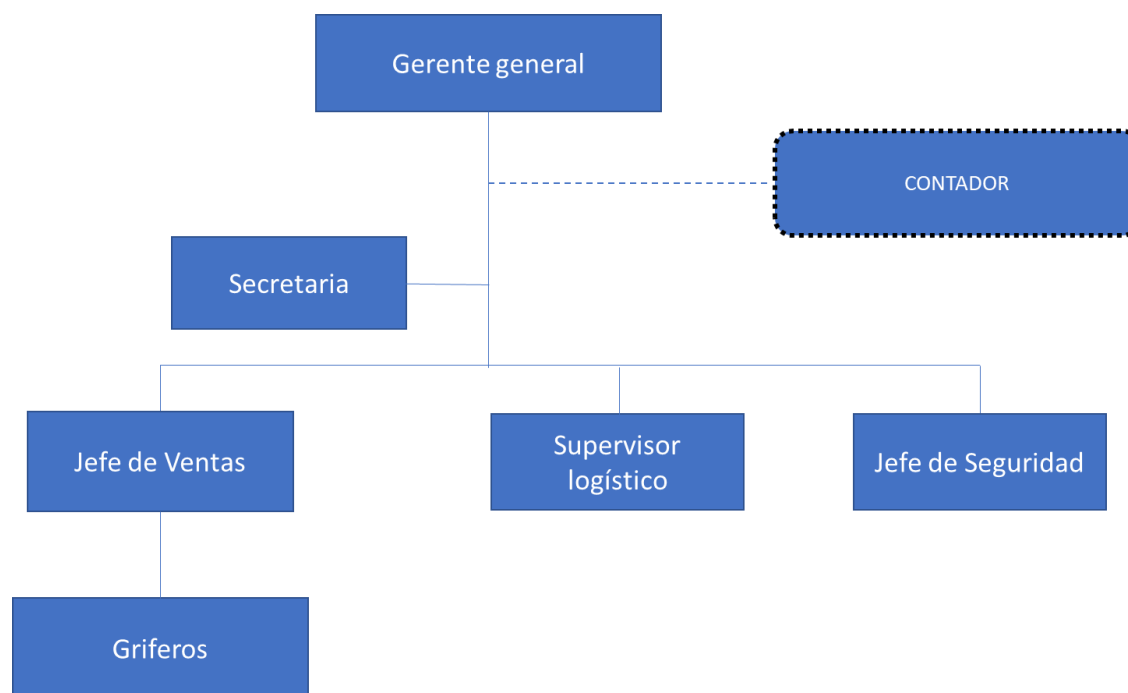 Gerente general
CONTADOR
Secretaria
Jefe de Ventas
Supervisor
logístico
Jefe de Seguridad
Griferos